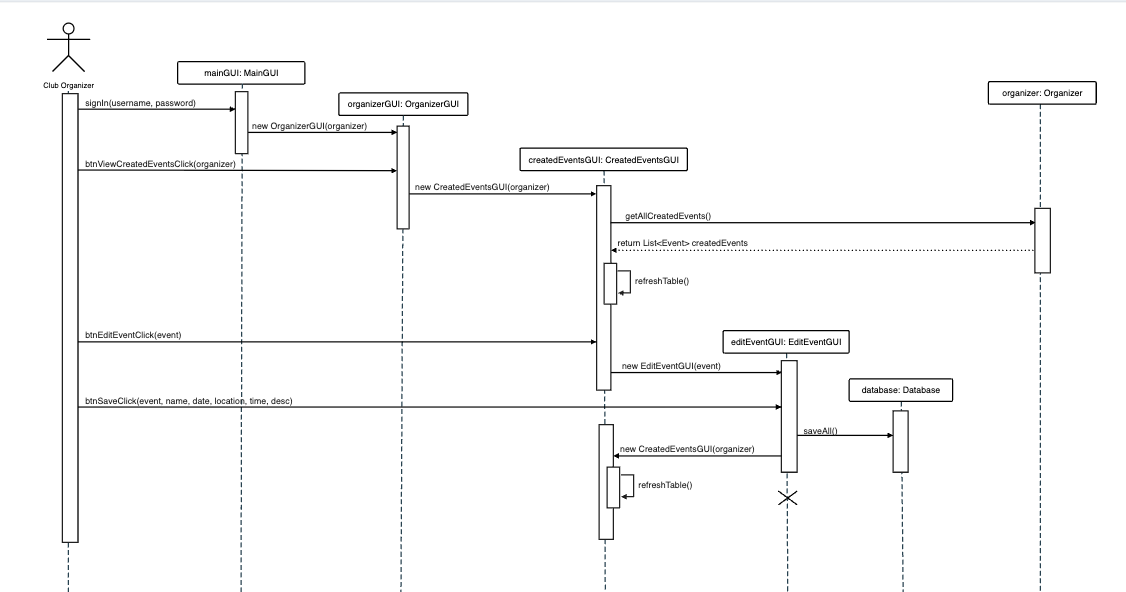 Club Organizer
mainGUI: MainGUI
organizerGUI: OrganizerGUI
organizer: Organizer
signIn(username, password)
new OrganizerGUI(organizer)
btnViewCreatedEventsClick(organizer)
createdEventsGUI: CreatedEventsGUI
new CreatedEventsGUI(organizer)
getAllCreatedEvents()
return List<Event> createdEvents
refreshTable()
btnEditEventClick(event)
editEventGUI: EditEventGUI
new EditEventGUI(event)
database: Database
btnSaveClick(event, name, date, location, time, desc)
saveAll()
new CreatedEventsGUI(organizer)
refreshTable()